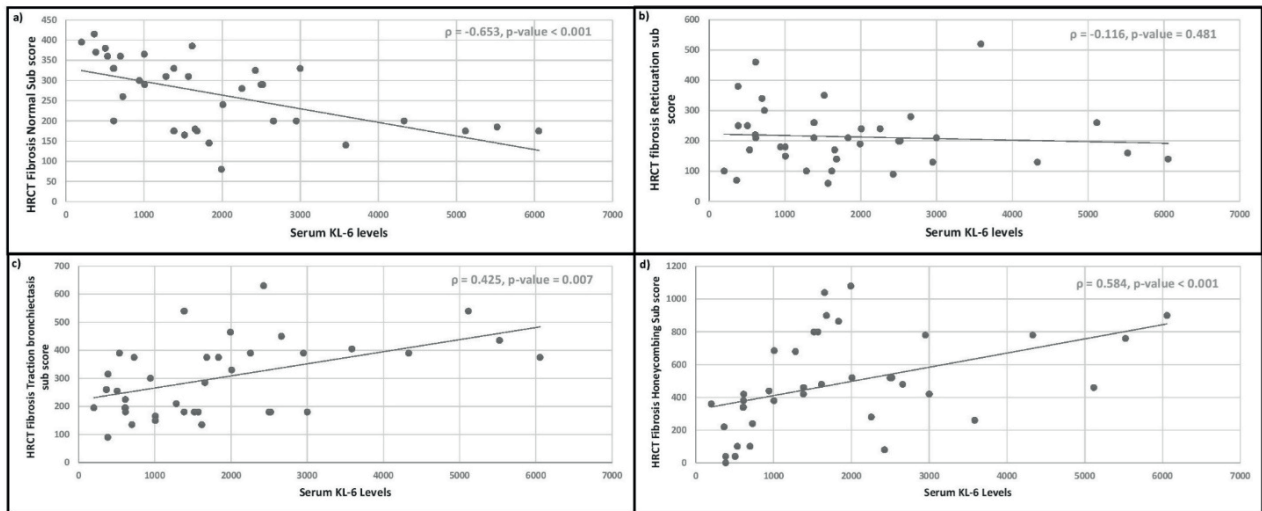 a)
ρ = -0.653, p-value < 0.001
HRCT Fibrosis Normal Sub score
450
400
350
300
250
200
150
100
50
0
0 1000 2000 3000 4000 5000 6000 7000
Serum KL-6 levels
b)
ρ = -0.116, p-value = 0.481
HRCT fibrosis Reticuation sub
score
600
500
400
300
200
100
0
0 1000 2000 3000 4000 5000 6000 7000
Serum KL-6 levels
c)
ρ = 0.425, p-value = 0.007
HRCT Fibrosis Traction bronchiectasis
sub score
700
600
500
400
300
200
100
0
0 1000 2000 3000 4000 5000 6000 7000
Serum KL-6 Levels
d)
ρ = 0.584, p-value < 0.001
HRCT Fibrosis Honeycombing Sub score
1200
1000
800
600
400
200
0
0 1000 2000 3000 4000 5000 6000 7000
Serum KL-6 Levels